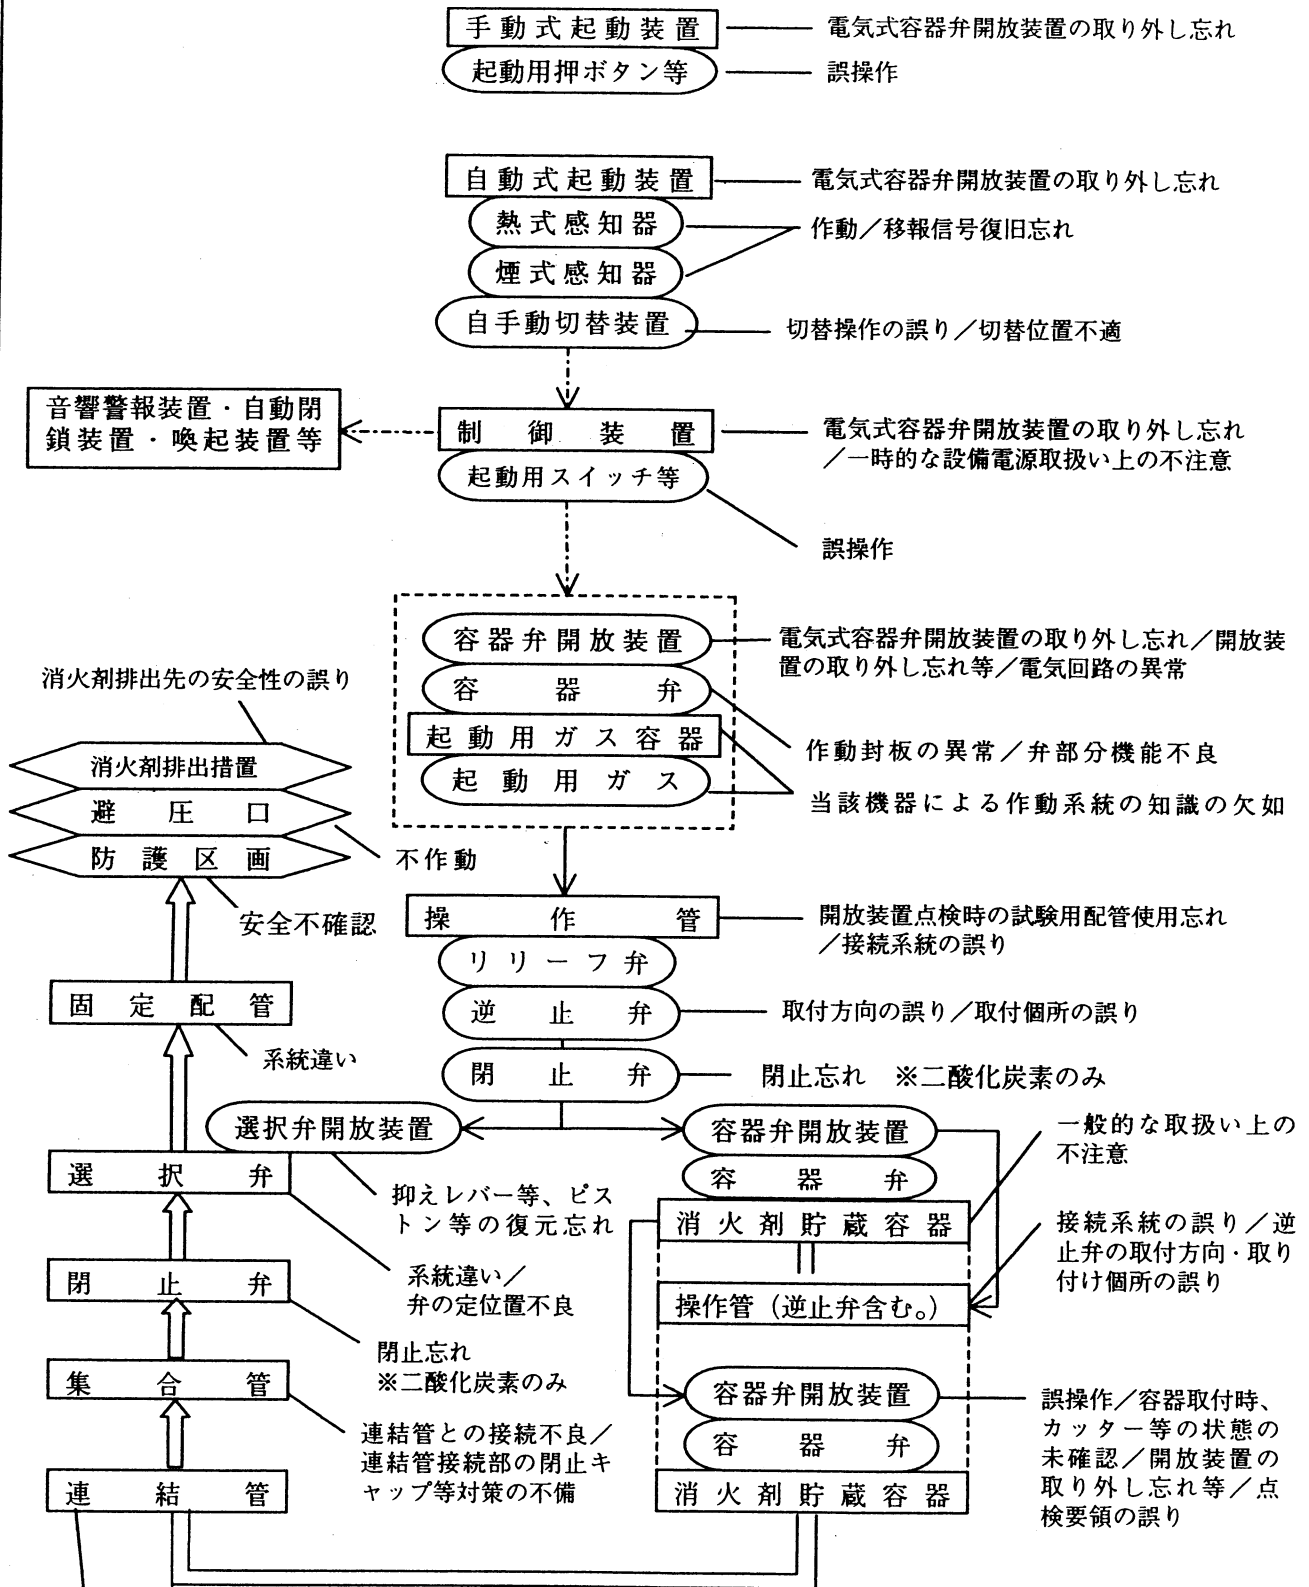 手動式起動装置
電気式容器弁開放装置の取り外し忘れ
起動用押ボタン等
誤操作
自動式起動装置
電気式容器弁開放装置の取り外し忘れ
熱式感知器
作動／移報信号復旧忘れ
煙式感知器
自手動切替装置
切替操作の誤り／切替位置不適
音響警報装置・自動閉
鎖装置・喚起装置等
制御装置
電気式容器弁開放装置の取り外し忘れ
／一時的な設備電源取扱い上の不注意
起動用スイッチ等
誤操作
容器弁開放装置
電気式容器弁開放装置の取り外し忘れ／開放装
置の取り外し忘れ等／電気回路の異常
容器弁
作動封板の異常／弁部分機能不良
起動用ガス容器
起動用ガス
当該機器による作動系統の知識の欠如
消火剤排出先の安全性の誤り
消火剤排出措置
避圧口
不作動
防護区画
安全不確認
操作管
開放装置点検時の試験用配管使用忘れ
／接続系統の誤り
リリーフ弁
逆止弁
取付方向の誤り／取付個所の誤り
閉止弁
閉止忘れ　※二酸化炭素のみ
固定配管
系統違い
選択弁開放装置
抑えレバー等、ピス
トン等の復元忘れ
選択弁
系統違い／
弁の定位置不良
閉止弁
閉止忘れ
※二酸化炭素のみ
集合管
連結管との接続不良／
連結管接続部の閉止キ
ャップ等対策の不備
連結管
容器弁開放装置
容器弁
消火剤貯蔵容器
一般的な取扱い上の
不注意
操作管（逆止弁含む。）
接続系統の誤り／逆
止弁の取付方向・取り
付け個所の誤り
容器弁開放装置
容器弁
消火剤貯蔵容器
誤操作／容器取付時、
カッター等の状態の
未確認／開放装置の
取り外し忘れ等／点
検要領の誤り